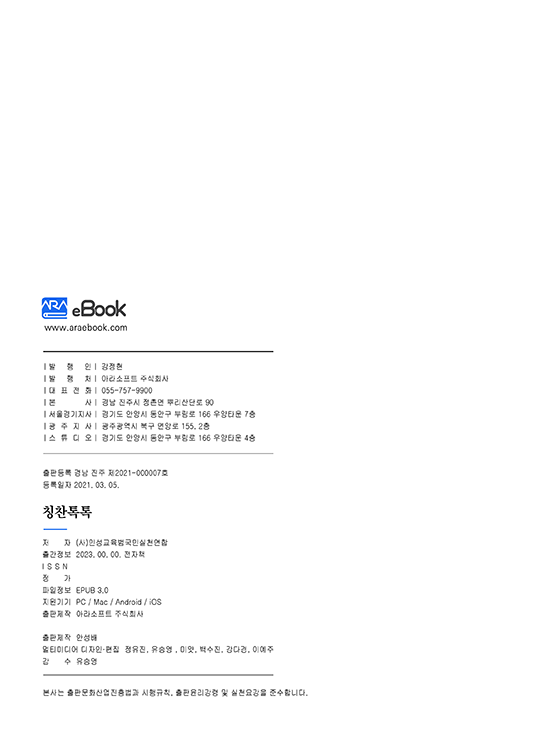 ARA eBook
www.araebook.com
| 발 행 인 | 강정현
| 발 행 처 | 아라소프트 주식회사
| 대 표 전 화 | 055-757-9900
| 본 사 | 경남 진주시 정촌면 뿌리산단로 90
| 서울경기지사 | 경기도 안양시 동안구 부림로 166 우양타운 7층
| 광 주 지 사 | 광주광역시 북구 면앙로 155, 2층
| 스 튜 디 오 | 경기도 안양시 동안구 부림로 166 우양타운 4층
출판등록 경남 진주 제2021-000007호
등록일자 2021. 03. 05.
칭찬톡톡
저 자 (사)인성교육범국민실천연합
출간정보 2023. 00. 00. 전자책
I S S N
정 가
파일정보 EPUB 3.0
지원기기 PC / Mac / Android / iOS
출판제작 아라소프트 주식회사
출판제작 안성배
멀티미디어 디자인·편집 정유진, 유승영 , 미얏, 백수진, 강다건, 이예주
감 수 유승영
본사는 출판문화산업진흥법과 시행규칙, 출판윤리강령 및 실천요강을 준수합니다.